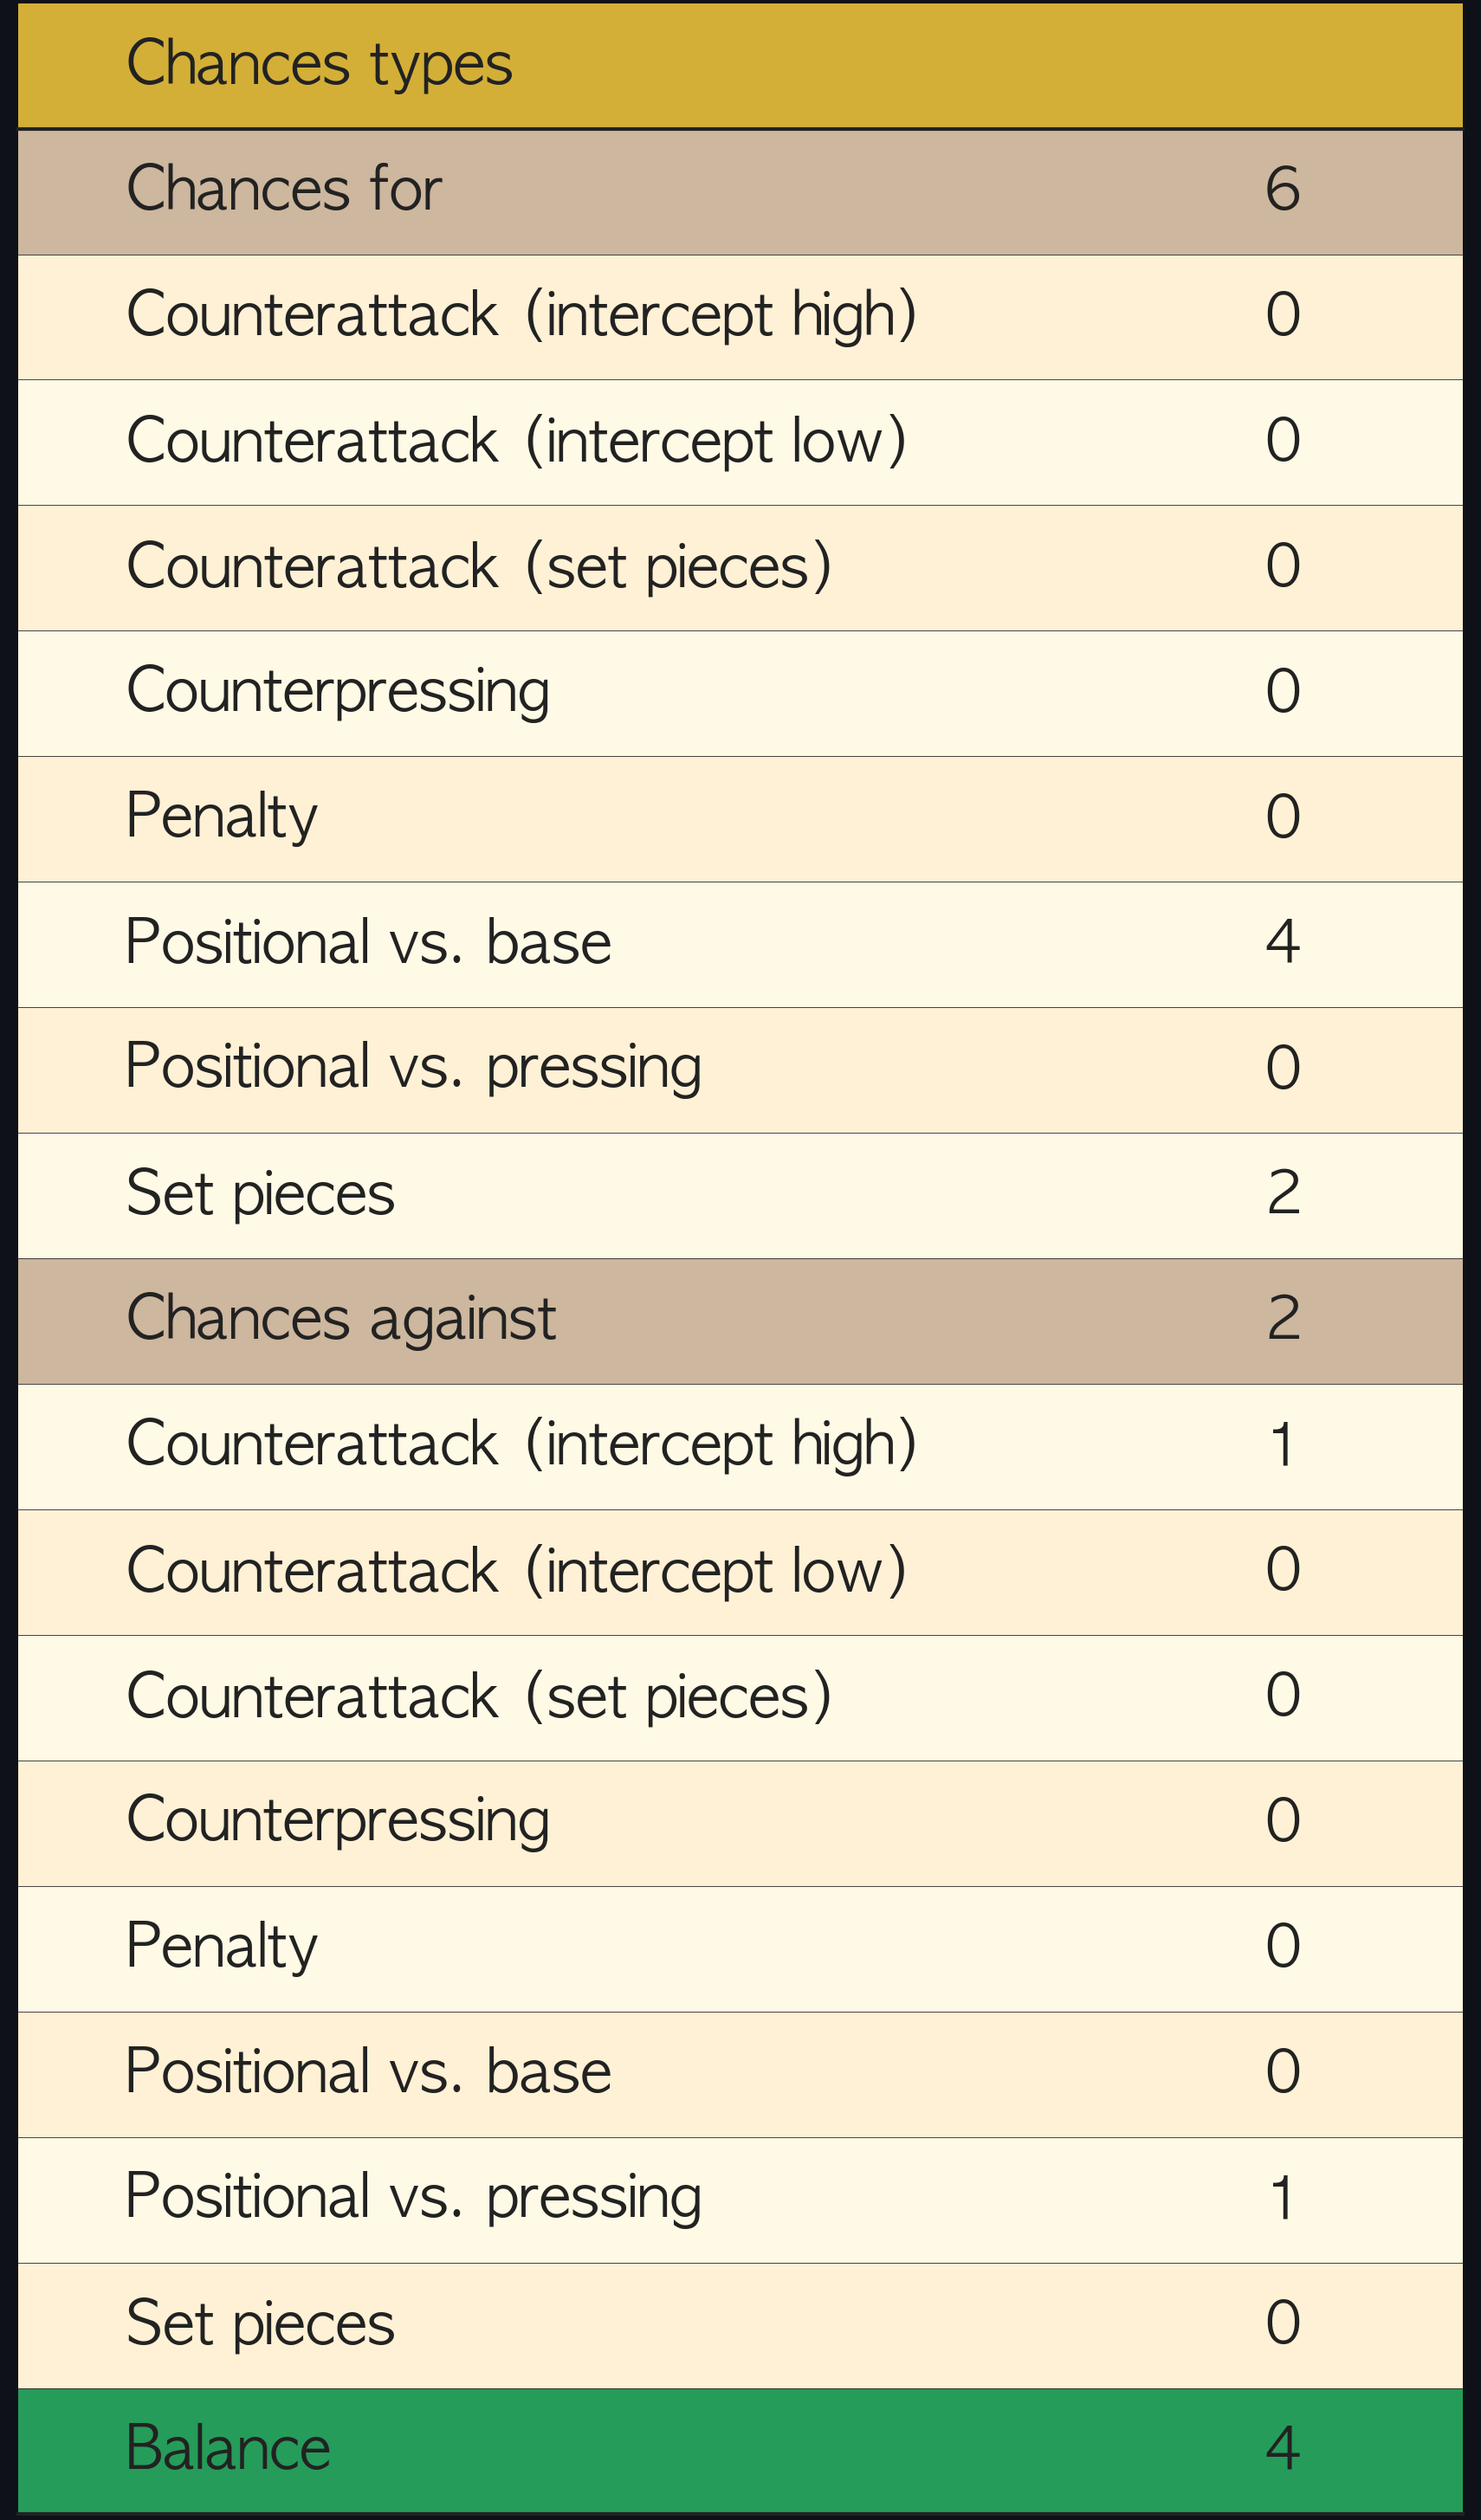 Chances types
Chances for 6
Counterattack (intercept high) 0
Counterattack (intercept low) 0
Counterattack (set pieces) 0
Counterpressing 0
Penalty 0
Positional vs. base 4
Positional vs. pressing 0
Set pieces 2
Chances against 2
Counterattack (intercept high) 1
Counterattack (intercept low) 0
Counterattack (set pieces) 0
Counterpressing 0
Penalty 0
Positional vs. base 0
Positional vs. pressing 1
Set pieces 0
Balance 4